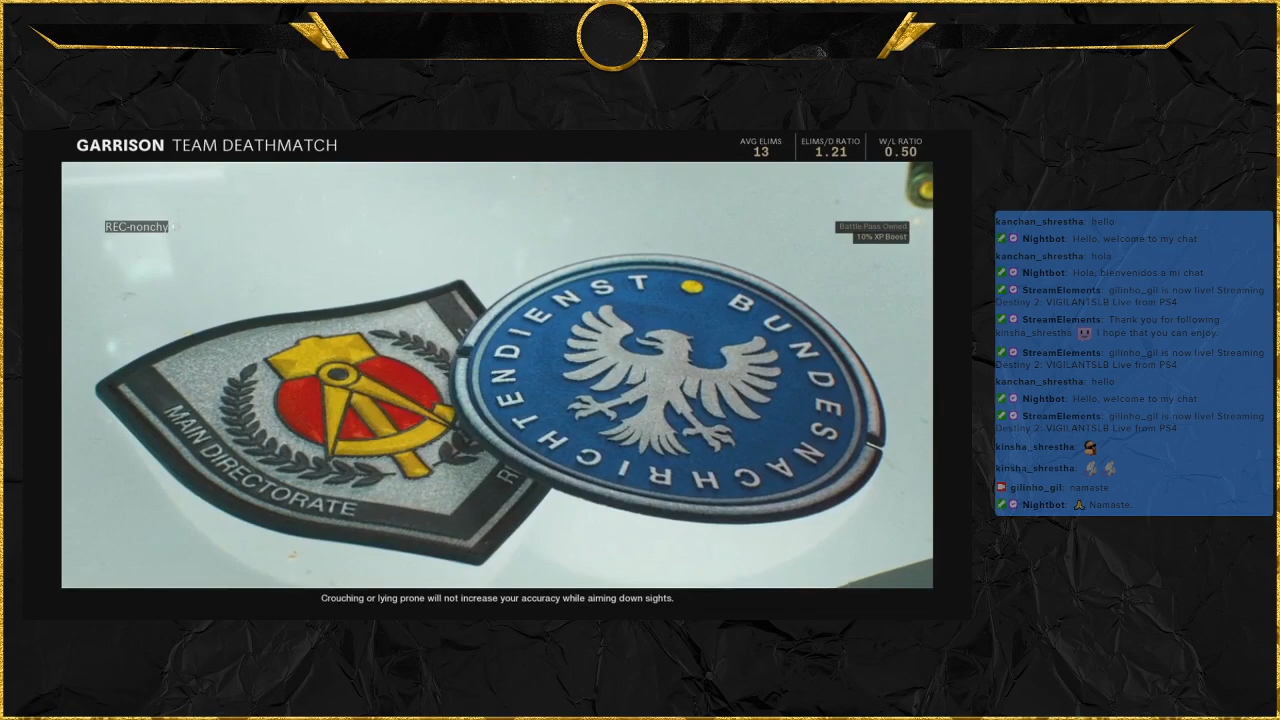 GARRISON TEAM DEATHMATCH
AVG ELIMS
13
ELIMS/D RATIO
1.21
W/L RATIO
0.50
REC-nonchy
Battle Pass Owned
10% XP Boost
BUNDESNACHRICHTENDIENST
MAIN DIRECTORATE
Crouching or lying prone will not increase your accuracy while aiming down sights.
kanchan_shrestha: hello
Nightbot: Hello, welcome to my chat
kanchan_shrestha: hola
Nightbot: Hola, bienvenidos a mi chat
StreamElements: gilinho_gil is now live! Streaming
Destiny 2: VIGILANTSLB Live from PS4
StreamElements: Thank you for following
kinsha_shrestha I hope that you can enjoy.
StreamElements: gilinho_gil is now live! Streaming
Destiny 2: VIGILANTSLB Live from PS4
kanchan_shrestha: hello
Nightbot: Hello, welcome to my chat
StreamElements: gilinho_gil is now live! Streaming
Destiny 2: VIGILANTSLB Live from PS4
kinsha_shrestha:
kinsha_shrestha:
gilinho_gil: namaste
Nightbot: 🙏 Namaste.